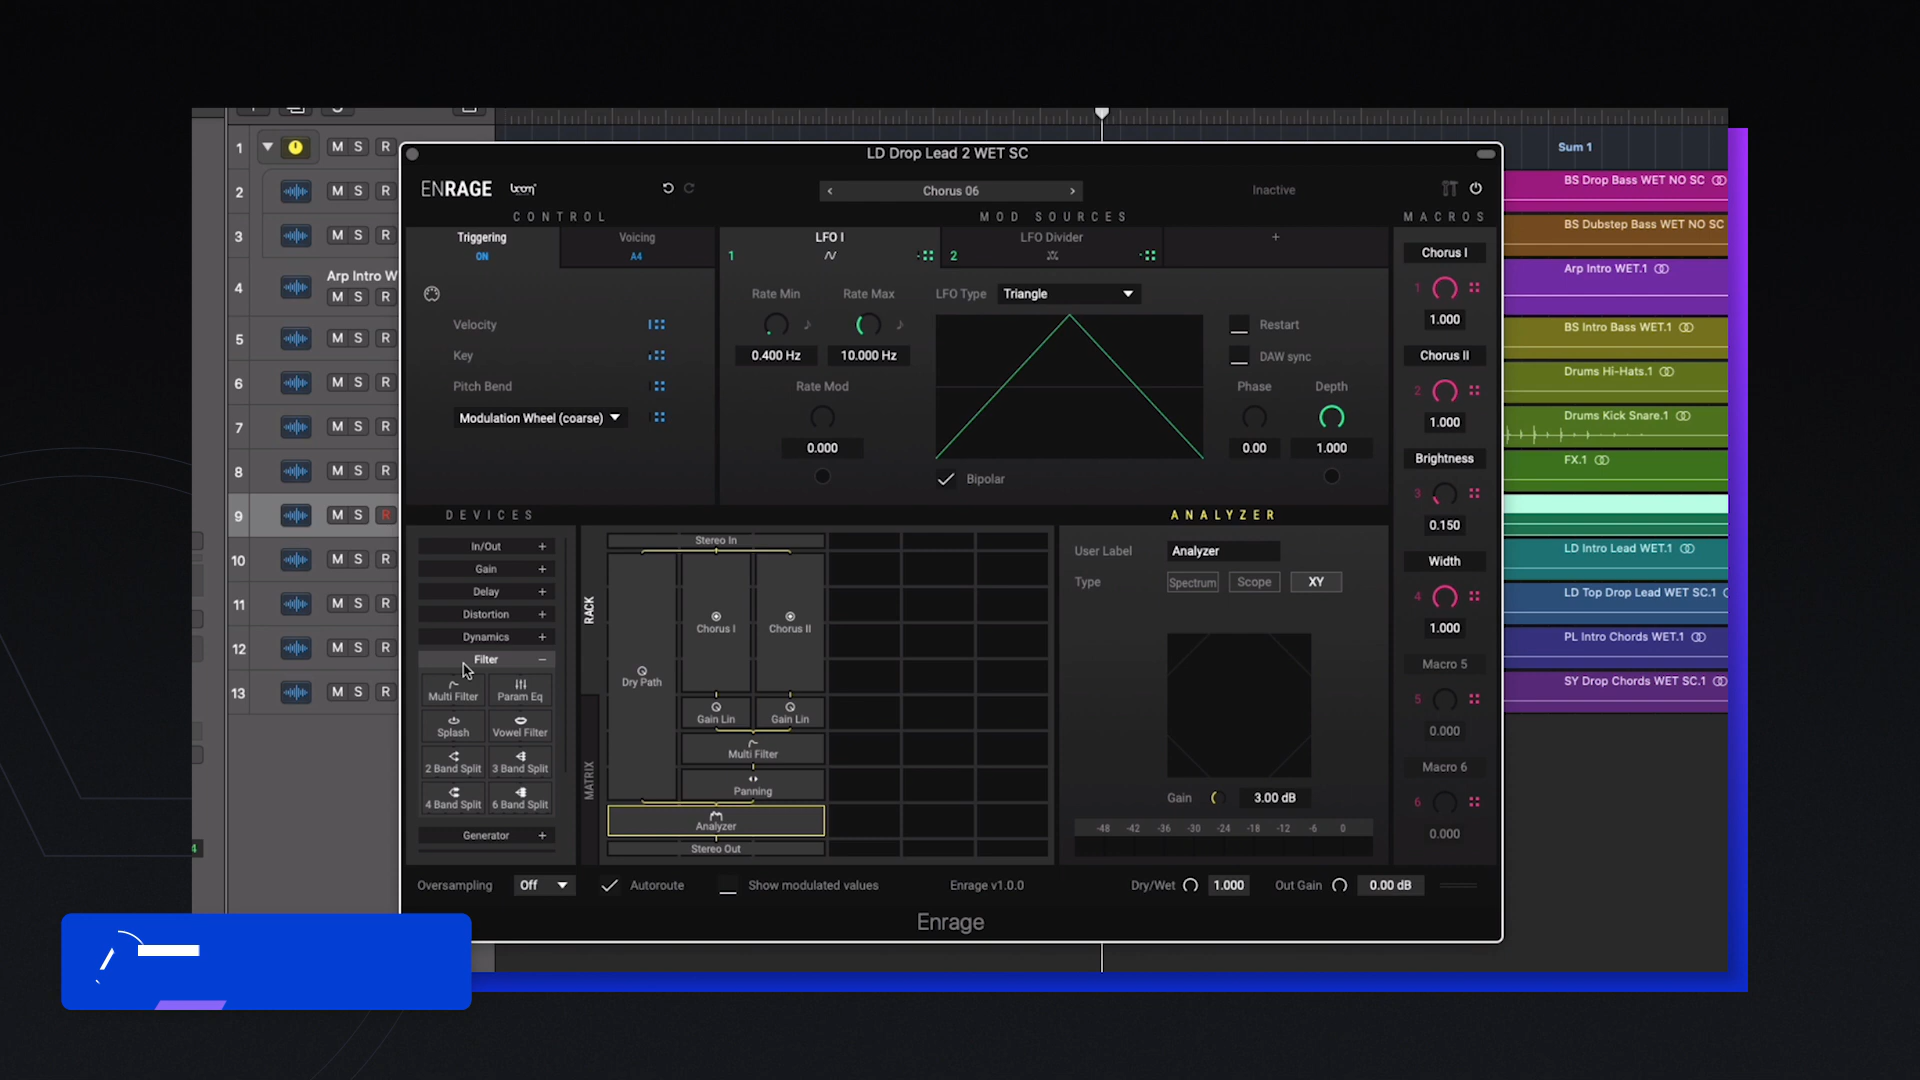 LD Drop Lead 2 WET SC
ENRAGE boom
Chorus 06
Inactive
CONTROL
MOD SOURCES
MACROS
Triggering
ON
Voicing
A4
LFO I
1
LFO Divider
2
+
Velocity
Key
Pitch Bend
Modulation Wheel (coarse)
Rate Min
Rate Max
0.400 Hz
10.000 Hz
Rate Mod
0.000
LFO Type
Triangle
Bipolar
Restart
DAW sync
Phase
Depth
0.00
1.000
Chorus I
1
1.000
Chorus II
2
1.000
Brightness
3
0.150
Width
4
1.000
Macro 5
5
0.000
Macro 6
6
0.000
DEVICES
In/Out +
Gain +
Delay +
Distortion +
Dynamics +
Filter −
Multi Filter
Param Eq
Splash
Vowel Filter
2 Band Split
3 Band Split
4 Band Split
6 Band Split
Generator +
RACK
MATRIX
Stereo In
Dry Path
Chorus I
Chorus II
Gain Lin
Gain Lin
Multi Filter
Panning
Analyzer
Stereo Out
ANALYZER
User Label
Analyzer
Type
Spectrum
Scope
XY
Gain
3.00 dB
-48 -42 -36 -30 -24 -18 -12 -6 0
Oversampling
Off
Autoroute
Show modulated values
Enrage v1.0.0
Dry/Wet
1.000
Out Gain
0.00 dB
Enrage
1 M S R
2 M S R
3 M S R
Arp Intro W
4 M S R
5 M S R
6 M S R
7 M S R
8 M S R
9 M S R
10 M S R
11 M S R
12 M S R
13 M S R
4
Sum 1
BS Drop Bass WET NO SC
BS Dubstep Bass WET NO SC
Arp Intro WET.1
BS Intro Bass WET.1
Drums Hi-Hats.1
Drums Kick Snare.1
FX.1
LD Intro Lead WET.1
LD Top Drop Lead WET SC.1
PL Intro Chords WET.1
SY Drop Chords WET SC.1